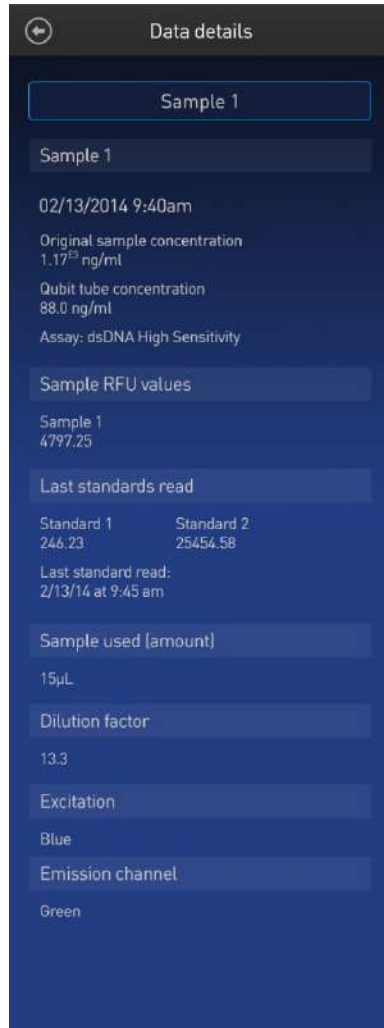 Data details
Sample 1
Sample 1
02/13/2014 9:40am
Original sample concentration
1.17ᴱ³ ng/ml
Qubit tube concentration
88.0 ng/ml
Assay: dsDNA High Sensitivity
Sample RFU values
Sample 1
4797.25
Last standards read
Standard 1 Standard 2
246.23 25454.58
Last standard read:
2/13/14 at 9:45 am
Sample used (amount)
15µL
Dilution factor
13.3
Excitation
Blue
Emission channel
Green